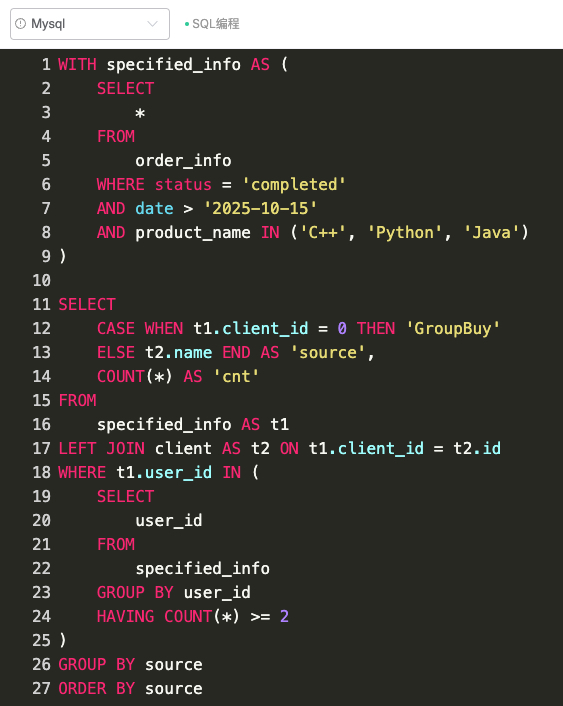 Mysql SQL编程
1 WITH specified_info AS (
2     SELECT
3         *
4     FROM
5         order_info
6     WHERE status = 'completed'
7     AND date > '2025-10-15'
8     AND product_name IN ('C++', 'Python', 'Java')
9 )
10
11 SELECT
12     CASE WHEN t1.client_id = 0 THEN 'GroupBuy'
13     ELSE t2.name END AS 'source',
14     COUNT(*) AS 'cnt'
15 FROM
16     specified_info AS t1
17 LEFT JOIN client AS t2 ON t1.client_id = t2.id
18 WHERE t1.user_id IN (
19     SELECT
20         user_id
21     FROM
22         specified_info
23     GROUP BY user_id
24     HAVING COUNT(*) >= 2
25 )
26 GROUP BY source
27 ORDER BY source